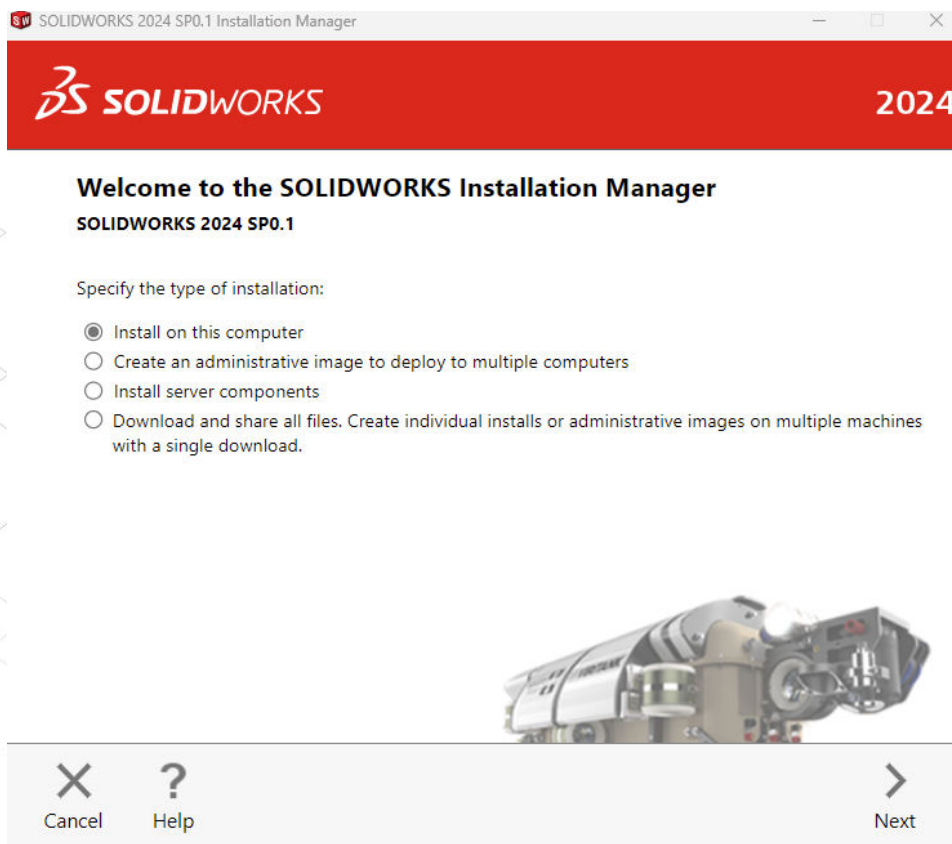 SOLIDWORKS 2024 SP0.1 Installation Manager
SOLIDWORKS
2024
Welcome to the SOLIDWORKS Installation Manager
SOLIDWORKS 2024 SP0.1
Specify the type of installation:
Install on this computer
Create an administrative image to deploy to multiple computers
Install server components
Download and share all files. Create individual installs or administrative images on multiple machines
with a single download.
Cancel
Help
Next